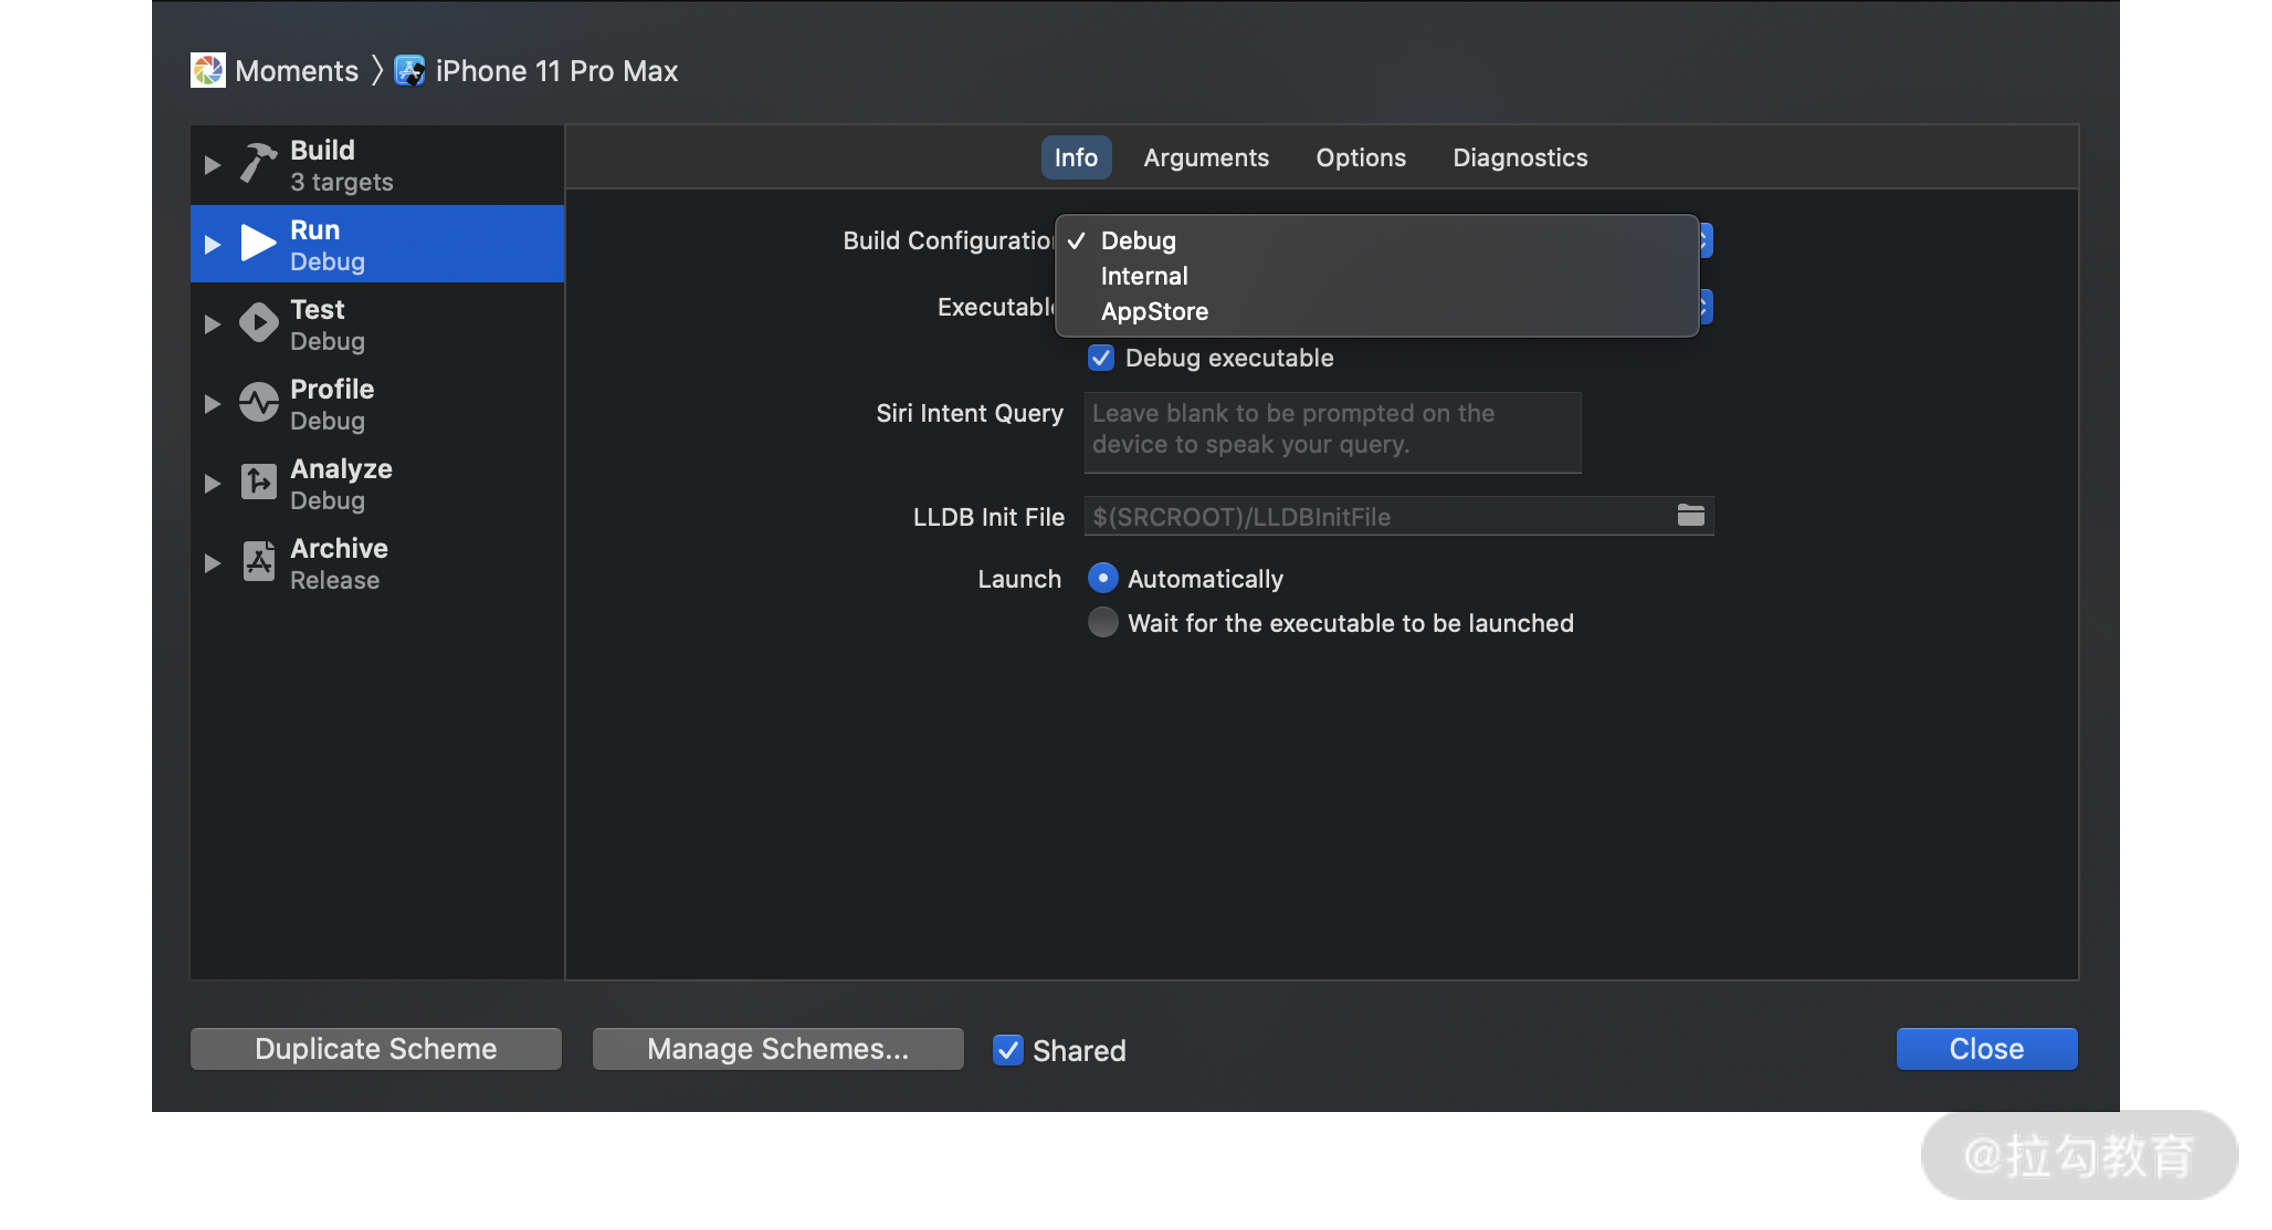 Moments 〉 iPhone 11 Pro Max
Build
3 targets
Run
Debug
Test
Debug
Profile
Debug
Analyze
Debug
Archive
Release
Info Arguments Options Diagnostics
Build Configuration
✓ Debug
Internal
AppStore
Executable
Debug executable
Siri Intent Query
Leave blank to be prompted on the
device to speak your query.
LLDB Init File $(SRCROOT)/LLDBInitFile
Launch Automatically
Wait for the executable to be launched
Duplicate Scheme Manage Schemes... Shared Close
@拉勾教育